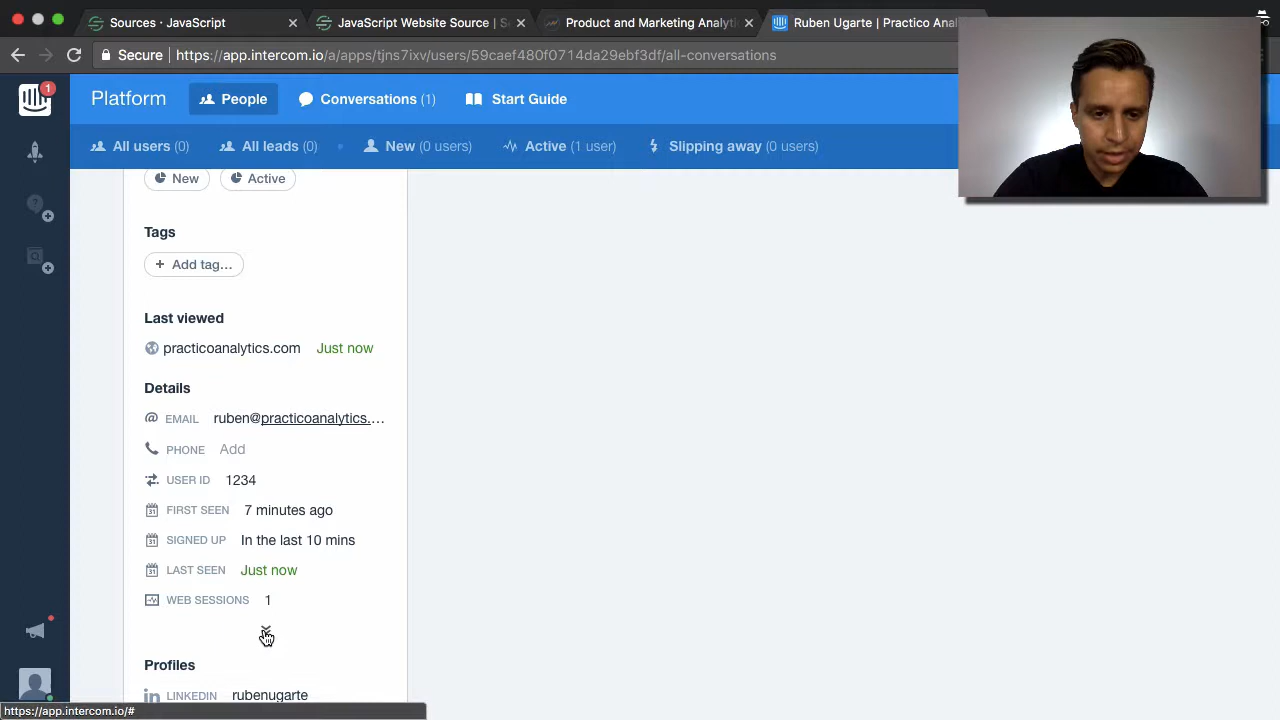 Sources · JavaScript
JavaScript Website Source | S
Product and Marketing Analyti
Ruben Ugarte | Practico Anal
Secure
https://app.intercom.io/a/apps/tjns7xv/users/59caef480f0714da29ebf3df/all-conversations
1
Platform
People
Conversations (1)
Start Guide
All users (0)
All leads (0)
New (0 users)
Active (1 user)
Slipping away (0 users)
New
Active
Tags
+ Add tag...
Last viewed
practicoanalytics.com Just now
Details
@ EMAIL ruben@practicoanalytics....
PHONE Add
USER ID 1234
FIRST SEEN 7 minutes ago
SIGNED UP In the last 10 mins
LAST SEEN Just now
WEB SESSIONS 1
Profiles
in LINKEDIN rubenugarte
https://app.intercom.io/#